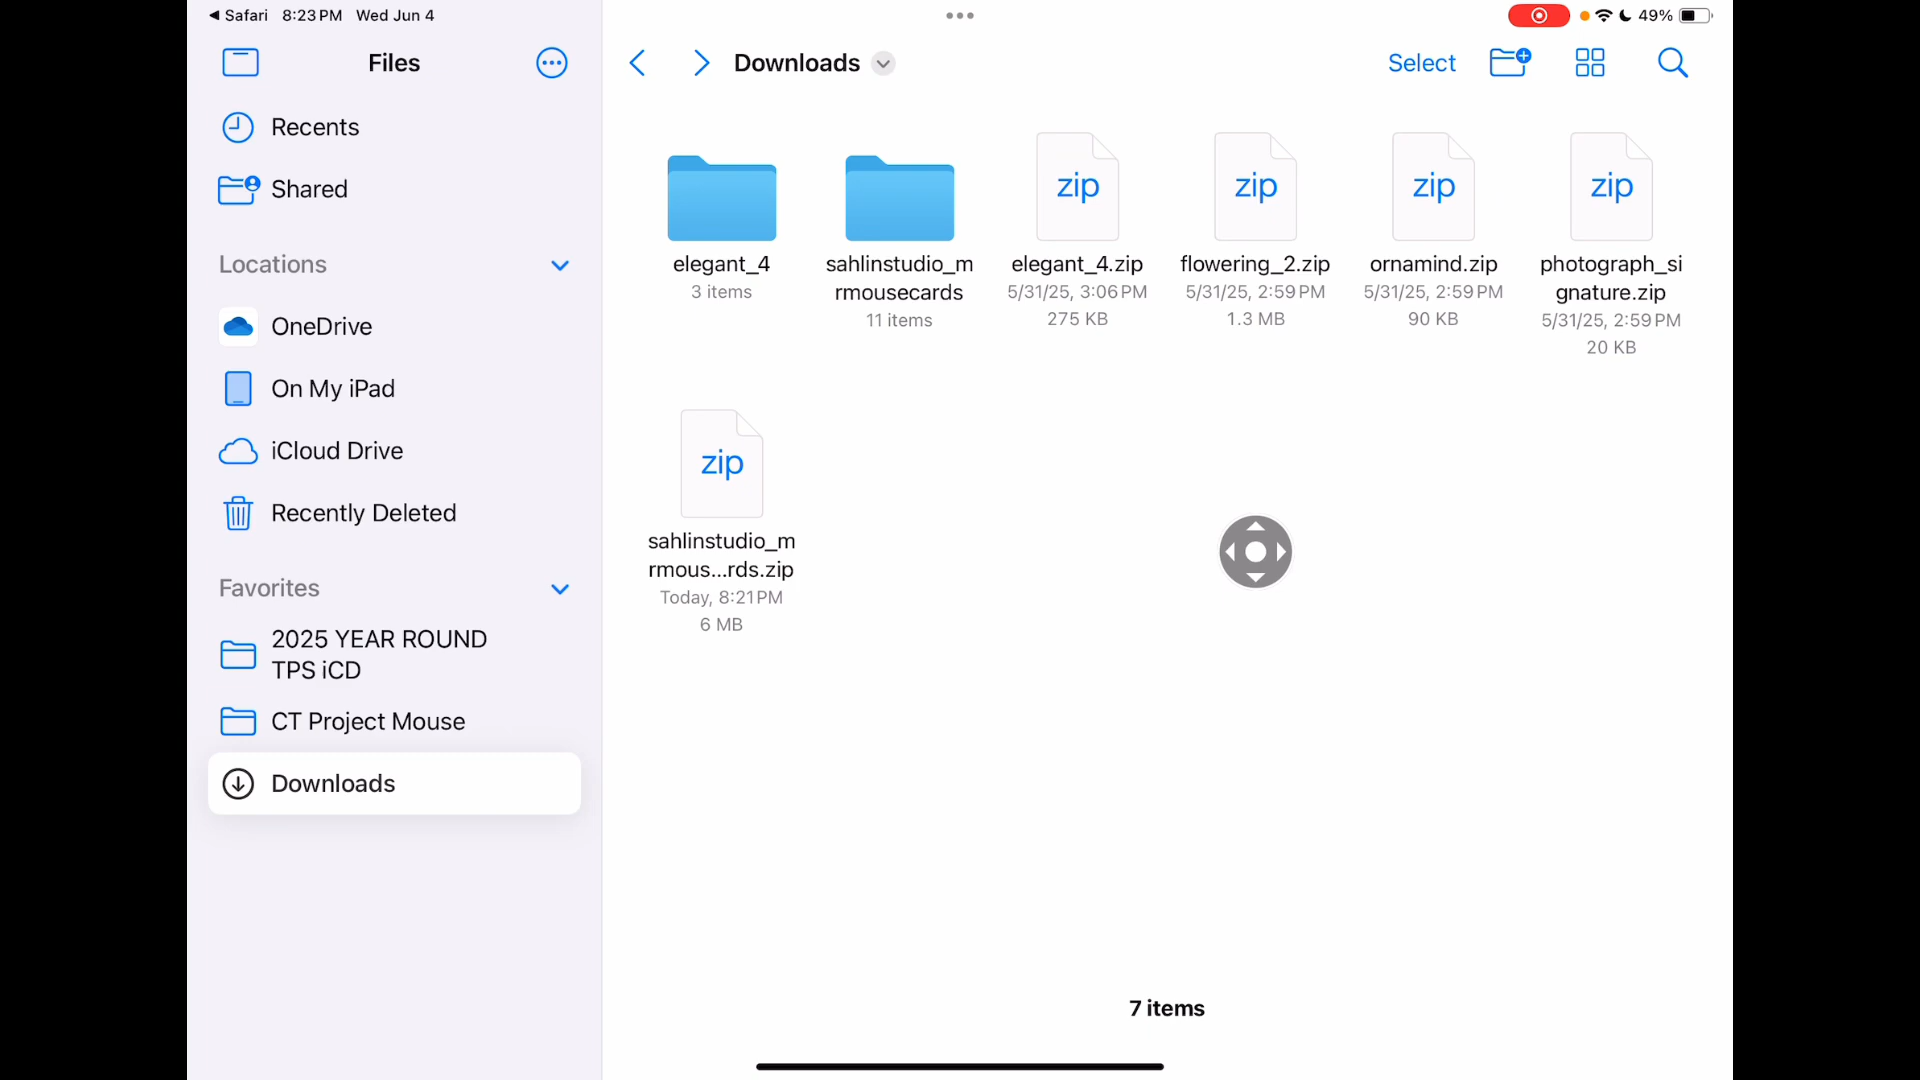 Safari 8:23 PM Wed Jun 4
49%
Files
Downloads
Select
Recents
Shared
Locations
OneDrive
On My iPad
iCloud Drive
Recently Deleted
Favorites
2025 YEAR ROUND
TPS iCD
CT Project Mouse
Downloads
elegant_4
3 items
sahlinstudio_m
rmousecards
11 items
zip
elegant_4.zip
5/31/25, 3:06 PM
275 KB
zip
flowering_2.zip
5/31/25, 2:59 PM
1.3 MB
zip
ornamind.zip
5/31/25, 2:59 PM
90 KB
zip
photograph_si
gnature.zip
5/31/25, 2:59 PM
20 KB
zip
sahlinstudio_m
rmous...rds.zip
Today, 8:21 PM
6 MB
7 items